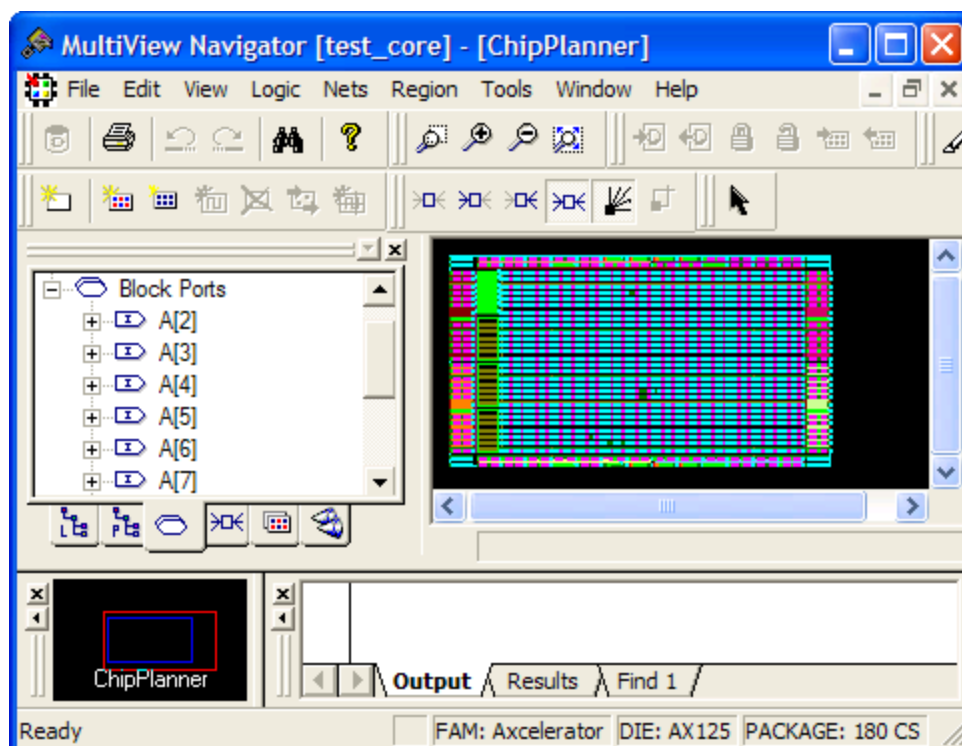 MultiView Navigator [test_core] - [ChipPlanner]
File Edit View Logic Nets Region Tools Window Help
Block Ports
A[2]
A[3]
A[4]
A[5]
A[6]
A[7]
L P
ChipPlanner
Output Results Find 1
Ready FAM: Axcelerator DIE: AX125 PACKAGE: 180 CS